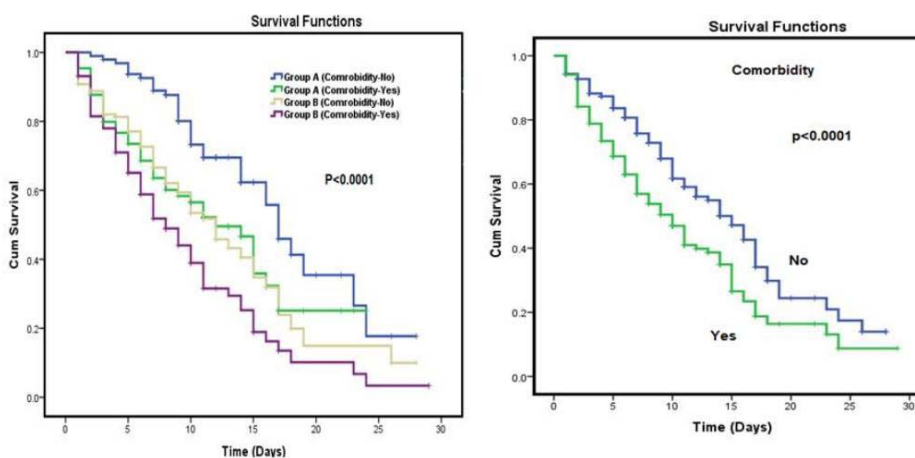 Survival Functions
Group A (Comrobidity-No)
Group A (Comrobidity-Yes)
Group B (Comrobidity-No)
Group B (Comrobidity-Yes)
P<0.0001
Cum Survival
1.0
0.8
0.6
0.4
0.2
0.0
0 5 10 15 20 25 30
Time (Days)
Survival Functions
Comorbidity
p<0.0001
No
Yes
Cum Survival
1.0
0.8
0.6
0.4
0.2
0.0
0 5 10 15 20 25 30
Time (Days)